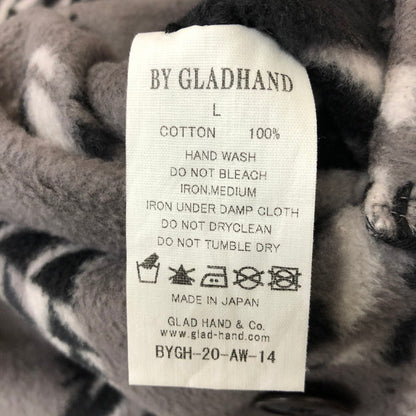 BY GLADHAND
L
COTTON 100%
HAND WASH
DO NOT BLEACH
IRON,MEDIUM
IRON UNDER DAMP CLOTH
DO NOT DRYCLEAN
DO NOT TUMBLE DRY
MADE IN JAPAN
GLAD HAND & Co.
www.glad-hand.com
BYGH-20-AW-14